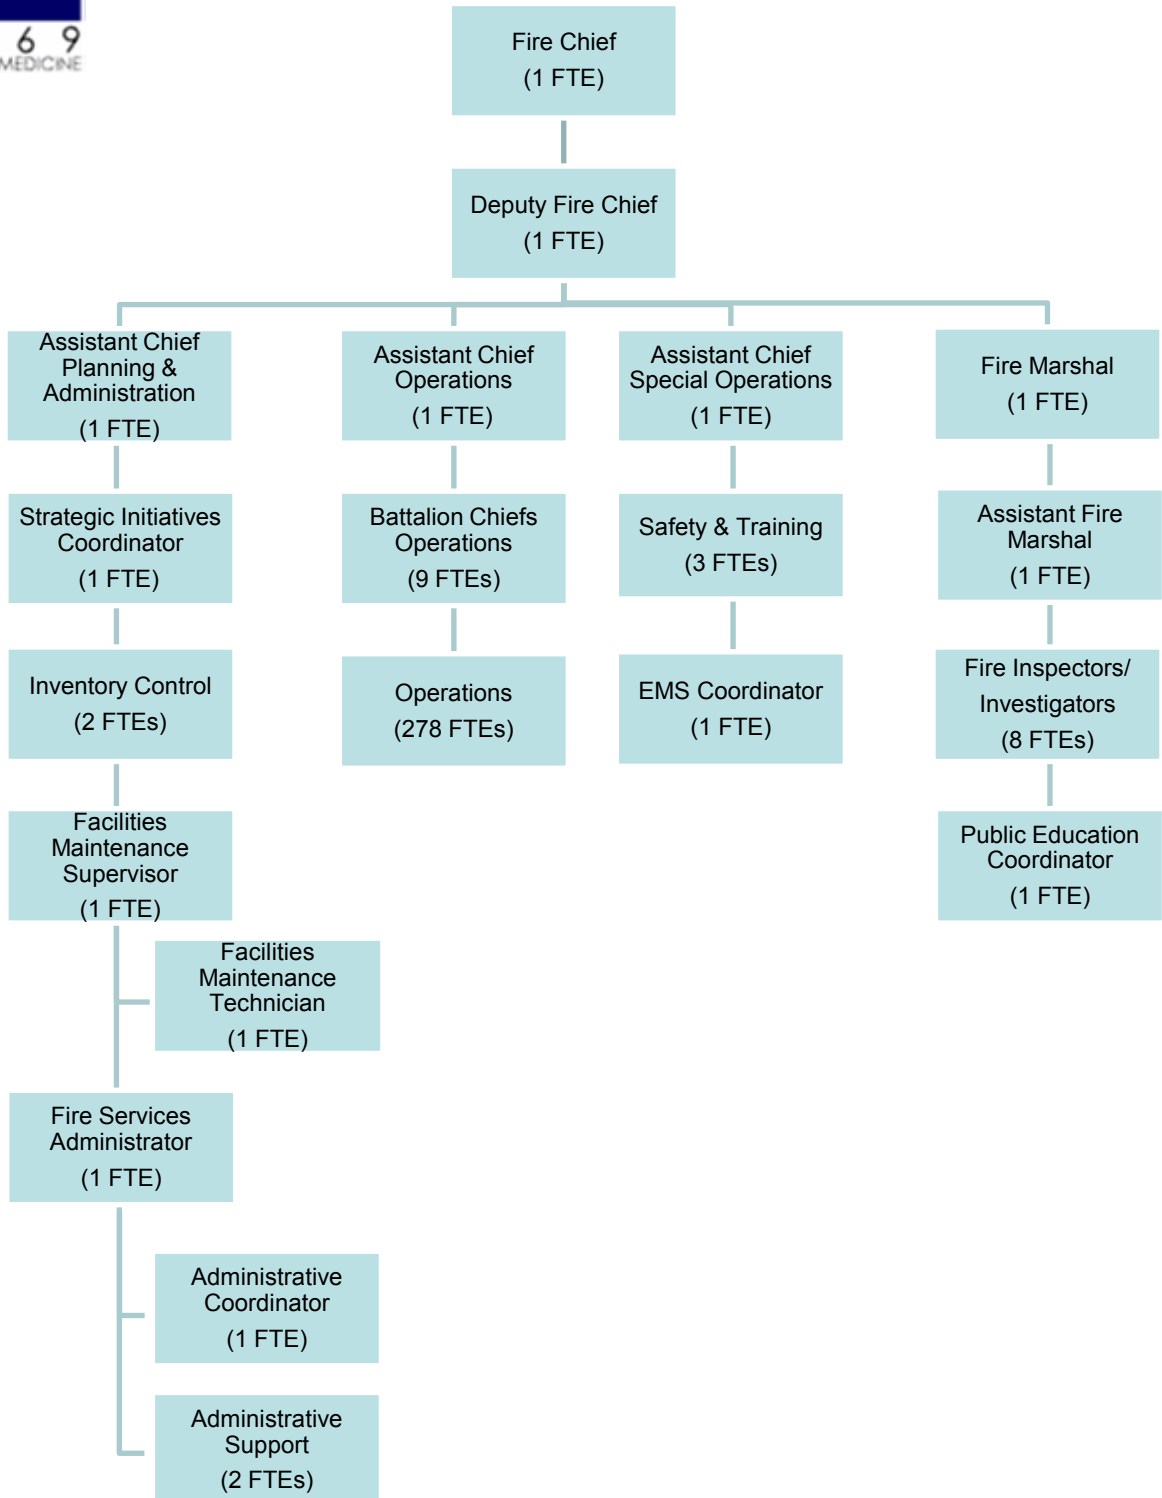 6 9
MEDICINE
Fire Chief
(1 FTE)
Deputy Fire Chief
(1 FTE)
Assistant Chief
Planning &
Administration
(1 FTE)
Assistant Chief
Operations
(1 FTE)
Assistant Chief
Special Operations
(1 FTE)
Fire Marshal
(1 FTE)
Strategic Initiatives
Coordinator
(1 FTE)
Battalion Chiefs
Operations
(9 FTEs)
Safety & Training
(3 FTEs)
Assistant Fire
Marshal
(1 FTE)
Inventory Control
(2 FTEs)
Operations
(278 FTEs)
EMS Coordinator
(1 FTE)
Fire Inspectors/
Investigators
(8 FTEs)
Facilities
Maintenance
Supervisor
(1 FTE)
Public Education
Coordinator
(1 FTE)
Facilities
Maintenance
Technician
(1 FTE)
Fire Services
Administrator
(1 FTE)
Administrative
Coordinator
(1 FTE)
Administrative
Support
(2 FTEs)